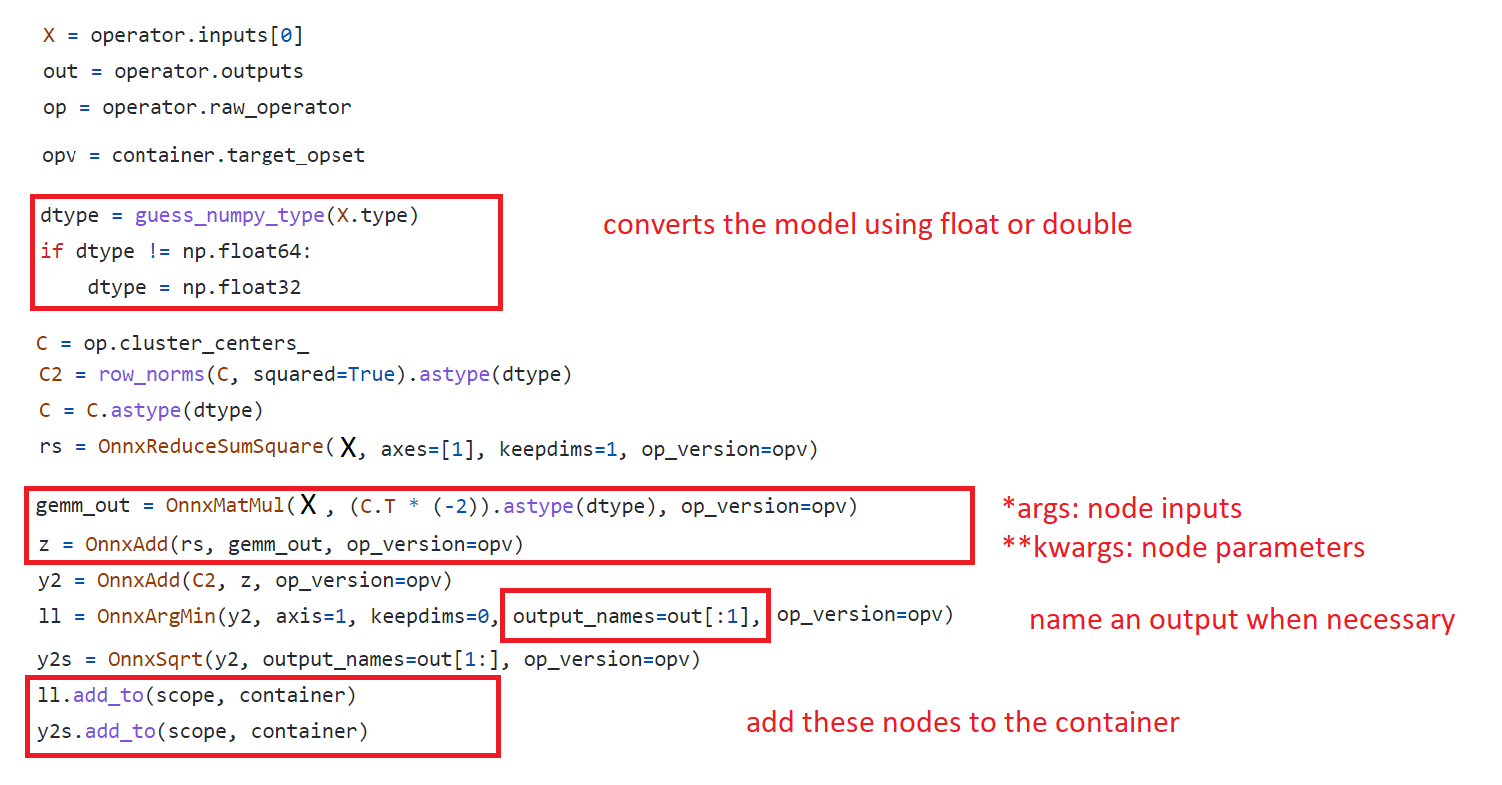 X = operator.inputs[0]
out = operator.outputs
op = operator.raw_operator
opv = container.target_opset
dtype = guess_numpy_type(X.type)
converts the model using float or double
if dtype != np.float64:
    dtype = np.float32
C = op.cluster_centers_
C2 = row_norms(C, squared=True).astype(dtype)
C = C.astype(dtype)
rs = OnnxReduceSumSquare(X, axes=[1], keepdims=1, op_version=opv)
gemm_out = OnnxMatMul(X, (C.T * (-2)).astype(dtype), op_version=opv)
*args: node inputs
z = OnnxAdd(rs, gemm_out, op_version=opv)
**kwargs: node parameters
y2 = OnnxAdd(C2, z, op_version=opv)
ll = OnnxArgMin(y2, axis=1, keepdims=0, output_names=out[:1], op_version=opv)
name an output when necessary
y2s = OnnxSqrt(y2, output_names=out[1:], op_version=opv)
ll.add_to(scope, container)
y2s.add_to(scope, container)
add these nodes to the container